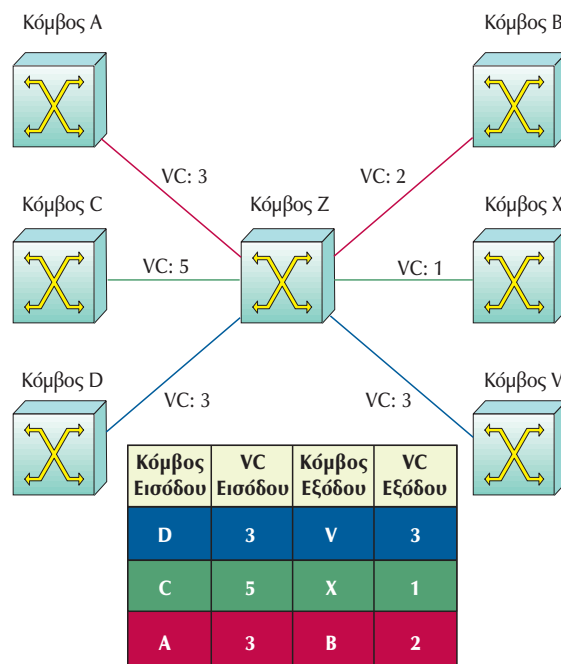 Κόμβος A
Κόμβος B
VC: 3
VC: 2
Κόμβος C
Κόμβος Z
Κόμβος X
VC: 5
VC: 1
Κόμβος D
Κόμβος V
VC: 3
VC: 3
Κόμβος VC Κόμβος VC
Εισόδου Εισόδου Εξόδου Εξόδου
D 3 V 3
C 5 X 1
A 3 B 2